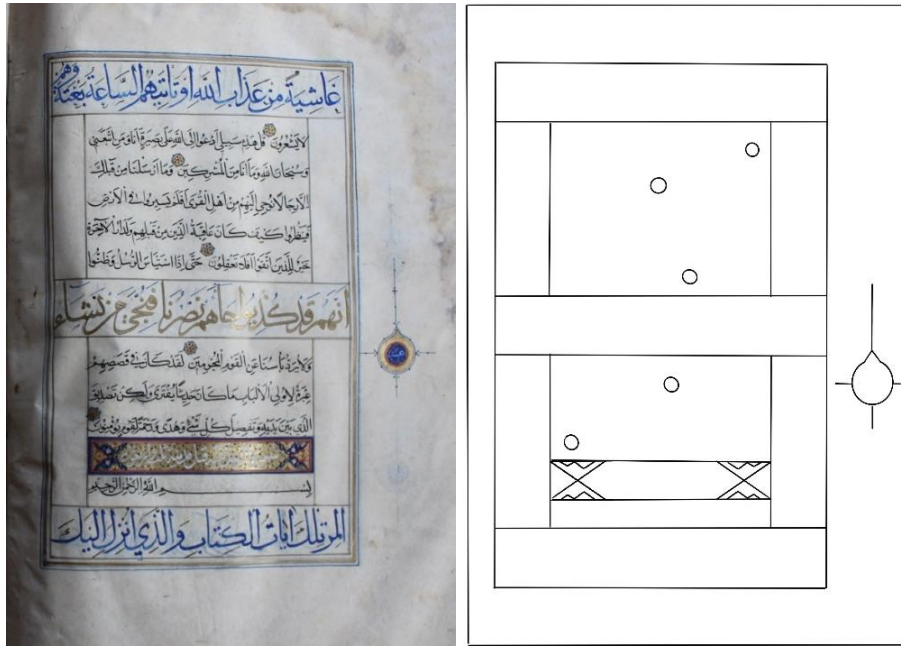 غاشية من عذاب الله او تاتيهم الساعة بغتة وهم
لا يشعرون قل هذه سبيلي ادعوا الى الله على بصيرة انا ومن اتبعني
وسبحان الله وما انا من المشركين وما ارسلنا من قبلك
الا رجالا نوحي اليهم من اهل القرى افلم يسيروا في الارض
فينظروا كيف كان عاقبة الذين من قبلهم ولدار الآخرة
خير للذين اتقوا افلا تعقلون حتى اذا استيأس الرسل وظنوا
انهم قد كذبوا جاءهم نصرنا فنجي من نشاء
ولا يرد بأسنا عن القوم المجرمين لقد كان في قصصهم
عبرة لاولي الالباب ما كان حديثا يفترى ولكن تصديق
الذي بين يديه وتفصيل كل شيء وهدى ورحمة لقوم يؤمنون
بسم الله الرحمن الرحيم
المر تلك آيات الكتاب والذي انزل اليك